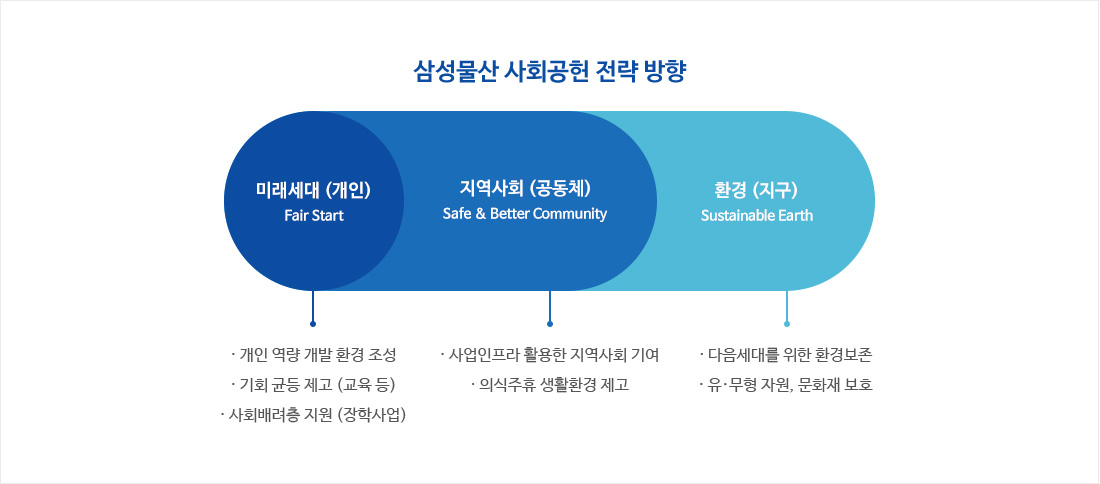 삼성물산 사회공헌 전략 방향
미래세대 (개인)
Fair Start
지역사회 (공동체)
Safe & Better Community
환경 (지구)
Sustainable Earth
· 개인 역량 개발 환경 조성
· 기회 균등 제고 (교육 등)
· 사회배려층 지원 (장학사업)
· 사업인프라 활용한 지역사회 기여
· 의식주휴 생활환경 제고
· 다음세대를 위한 환경보존
· 유·무형 자원, 문화재 보호